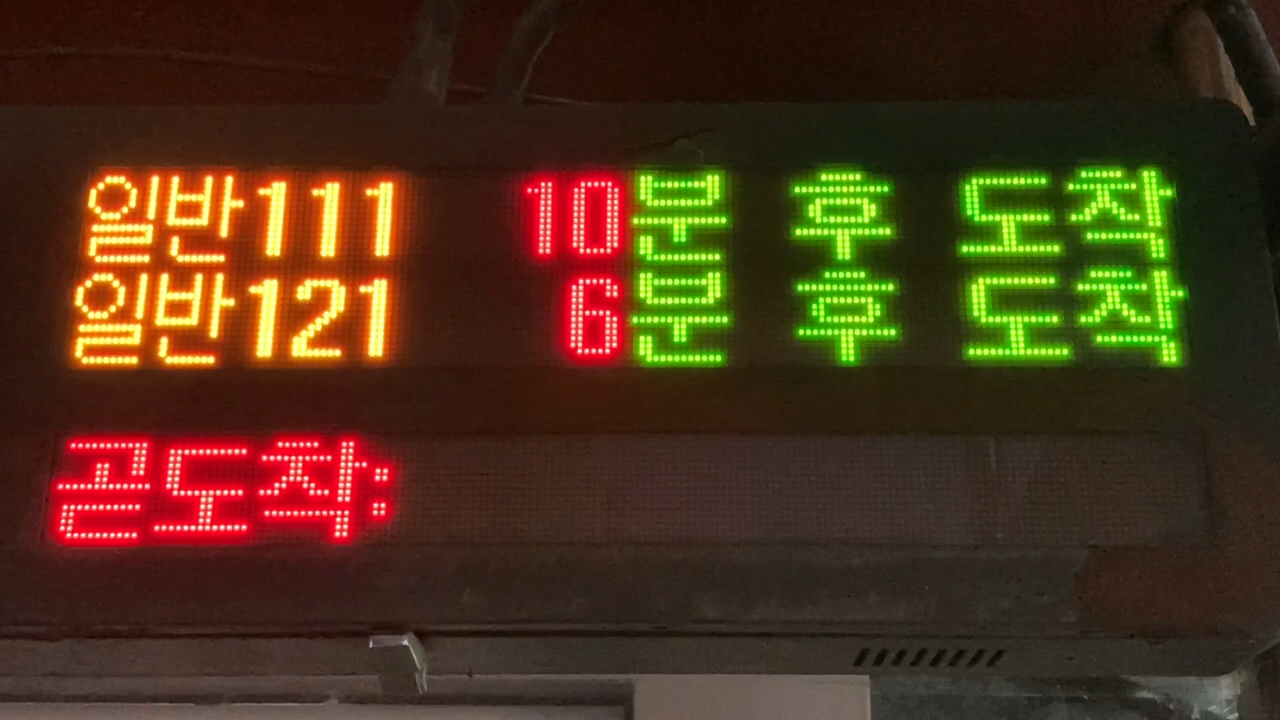 일반111 10분 후 도착
일반121 6분 후 도착
곧도착: